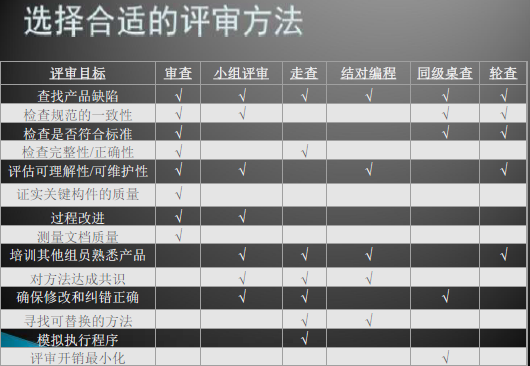 选择合适的评审方法
评审目标 审查 小组评审 走查 结对编程 同级桌查 轮查
查找产品缺陷 √ √ √ √ √ √
检查规范的一致性 √ √ √ √
检查是否符合标准 √ √ √
检查完整性/正确性 √ √
评估可理解性/可维护性 √ √ √ √
证实关键构件的质量 √
过程改进 √ √
测量文档质量 √
培训其他组员熟悉产品 √ √ √ √
对方法达成共识 √ √ √
确保修改和纠错正确 √ √ √
寻找可替换的方法 √ √
模拟执行程序 √
评审开销最小化 √